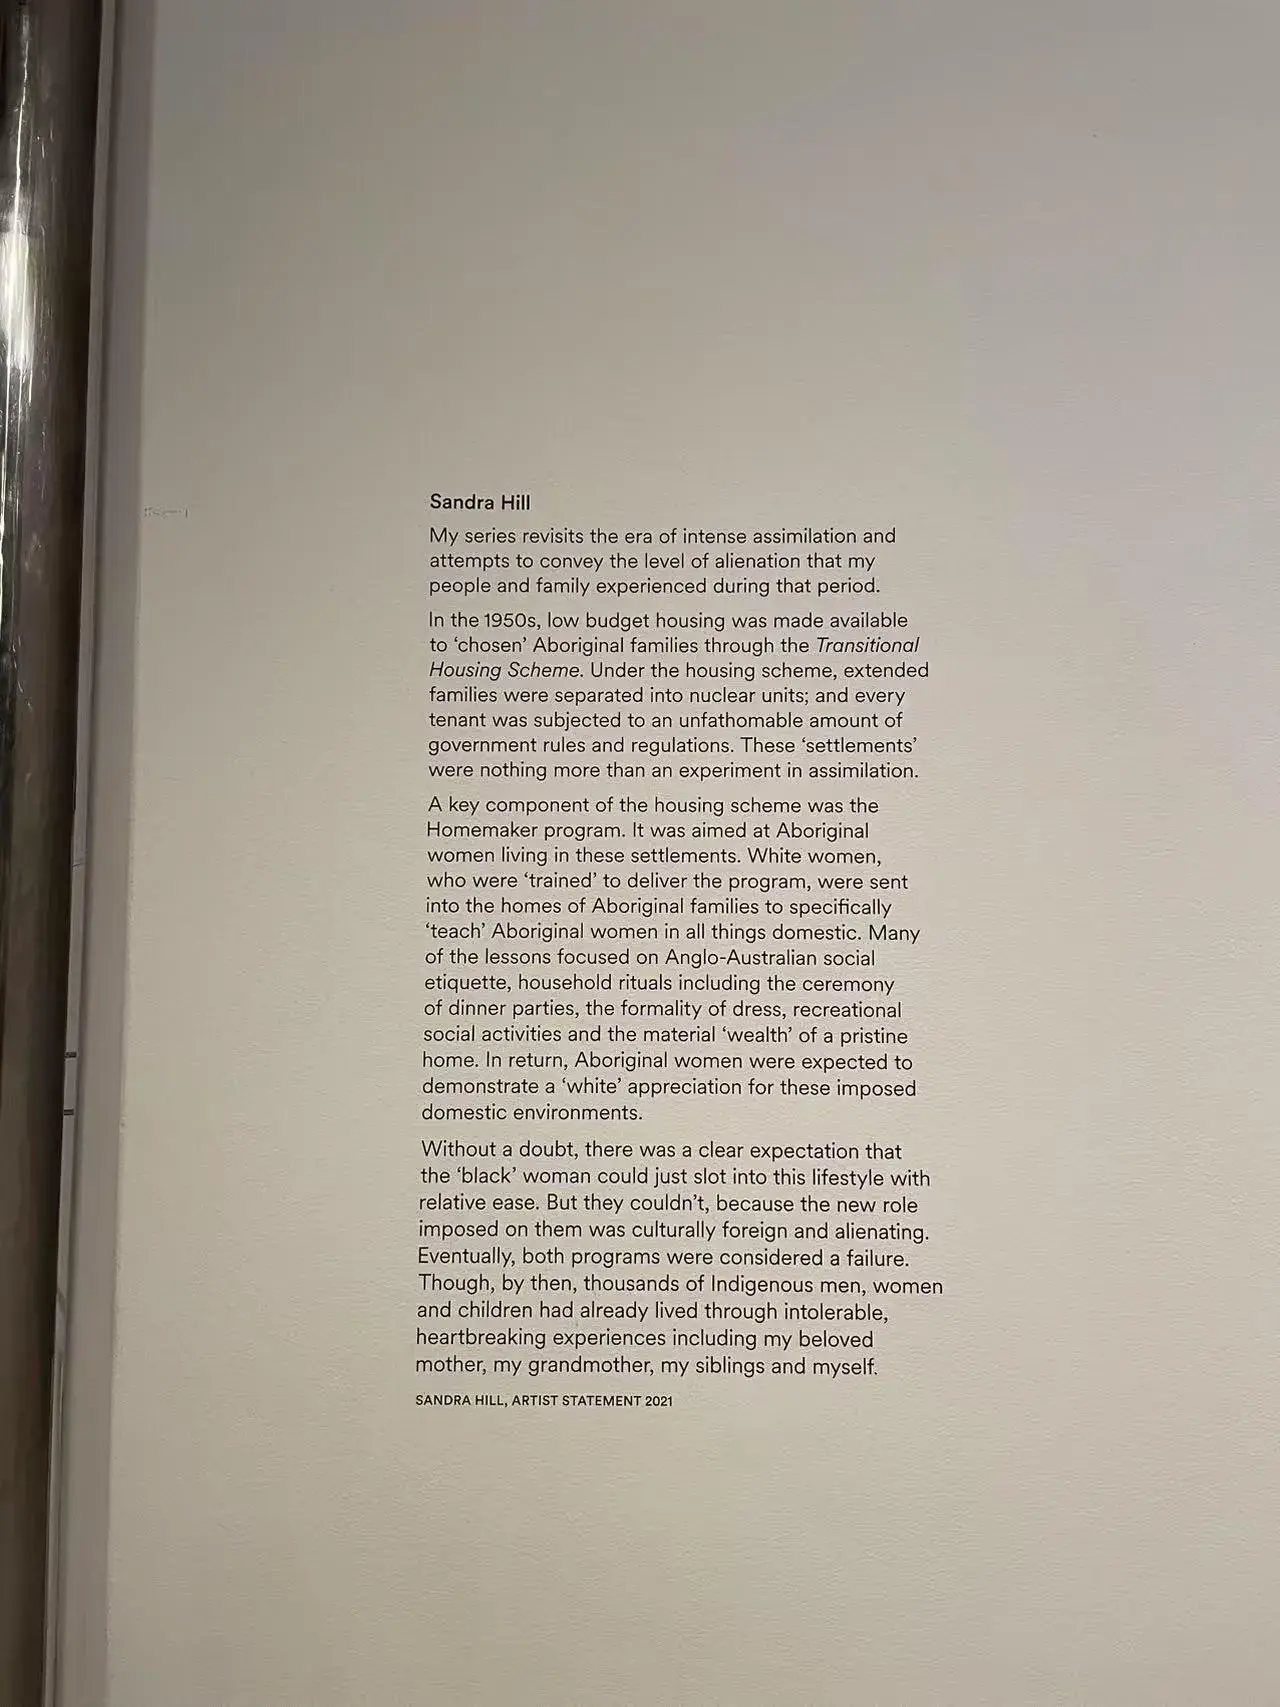 Sandra Hill
My series revisits the era of intense assimilation and
attempts to convey the level of alienation that my
people and family experienced during that period.
In the 1950s, low budget housing was made available
to ‘chosen’ Aboriginal families through the Transitional
Housing Scheme. Under the housing scheme, extended
families were separated into nuclear units; and every
tenant was subjected to an unfathomable amount of
government rules and regulations. These ‘settlements’
were nothing more than an experiment in assimilation.
A key component of the housing scheme was the
Homemaker program. It was aimed at Aboriginal
women living in these settlements. White women,
who were ‘trained’ to deliver the program, were sent
into the homes of Aboriginal families to specifically
‘teach’ Aboriginal women in all things domestic. Many
of the lessons focused on Anglo-Australian social
etiquette, household rituals including the ceremony
of dinner parties, the formality of dress, recreational
social activities and the material ‘wealth’ of a pristine
home. In return, Aboriginal women were expected to
demonstrate a ‘white’ appreciation for these imposed
domestic environments.
Without a doubt, there was a clear expectation that
the ‘black’ woman could just slot into this lifestyle with
relative ease. But they couldn’t, because the new role
imposed on them was culturally foreign and alienating.
Eventually, both programs were considered a failure.
Though, by then, thousands of Indigenous men, women
and children had already lived through intolerable,
heartbreaking experiences including my beloved
mother, my grandmother, my siblings and myself.
SANDRA HILL, ARTIST STATEMENT 2021